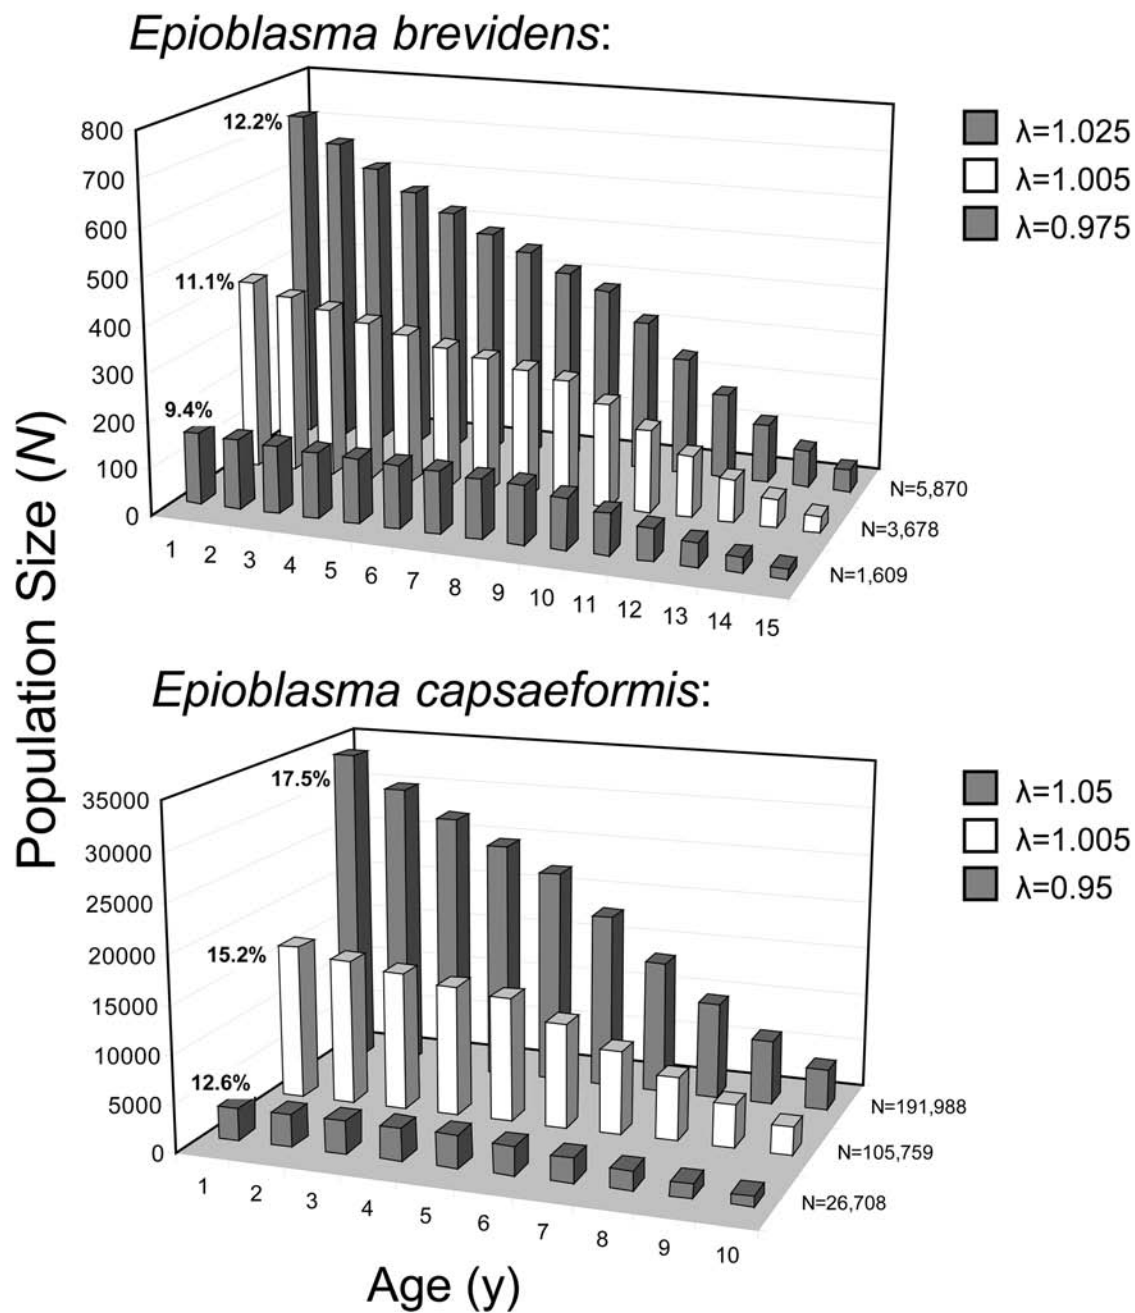 Epioblasma brevidens:
800
700
600
500
400
300
200
100
0
12.2%
11.1%
9.4%
1 2 3 4 5 6 7 8 9 10 11 12 13 14 15
N=5,870
N=3,678
N=1,609
λ=1.025
λ=1.005
λ=0.975
Population Size (N)
Epioblasma capsaeformis:
35000
30000
25000
20000
15000
10000
5000
0
17.5%
15.2%
12.6%
1 2 3 4 5 6 7 8 9 10
N=191,988
N=105,759
N=26,708
λ=1.05
λ=1.005
λ=0.95
Age (y)